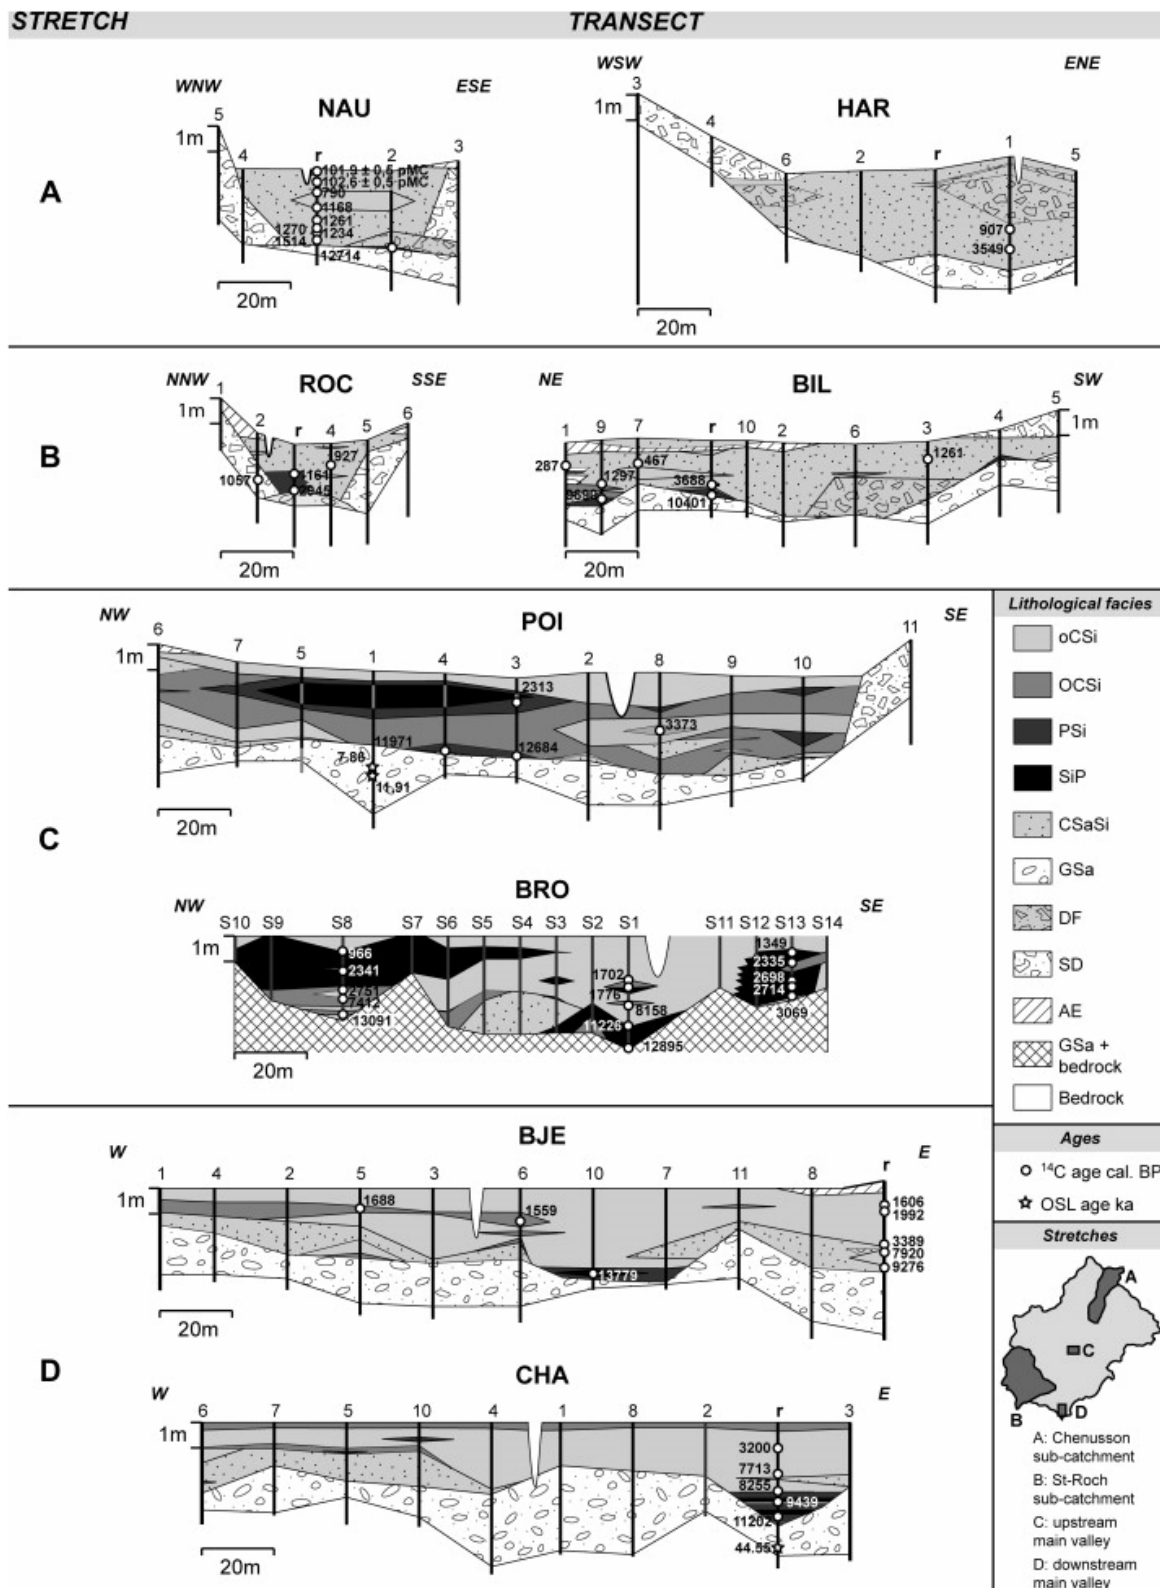 STRETCH TRANSECT
A
WNW NAU ESE
5 4 r 2 3
1m
101.9 ± 0.5 pMC
102.6 ± 0.5 pMC
790
4168
1261
1270 1234
1514
12714
20m
WSW HAR ENE
3 4 6 2 r 1 5
1m
907
3549
20m
B
NNW ROC SSE
1 2 r 4 5 6
1m
927
1057
20m
NE BIL SW
1 9 7 r 10 2 6 3 4 5
1m
287 467 1261
1297 3688
10401
20m
C
NW POI SE
6 7 5 1 4 3 2 8 9 10 11
1m
2313
3373
11971 12684
7.86
11.91
20m
NW BRO SE
S10 S9 S8 S7 S6 S5 S4 S3 S2 S1 S11 S12 S13 S14
1m
966
2341
2751
7412
13091
1702
1776
8158
11226
12895
1349
2335
2698
2714
3069
20m
D
W BJE E
1 4 2 5 3 6 10 7 11 8 r
1m
1688 1559
13779
1606
1992
3389
7920
9276
20m
W CHA E
6 7 5 10 4 1 8 2 r 3
1m
3200
7713
8255
9439
11202
44.55
20m
Lithological facies
oCSi
OCSi
PSi
SiP
CSaSi
GSa
DF
SD
AE
GSa +
bedrock
Bedrock
Ages
14C age cal. BP
OSL age ka
Stretches
A
C
B
D
A: Chenusson
sub-catchment
B: St-Roch
sub-catchment
C: upstream
main valley
D: downstream
main valley